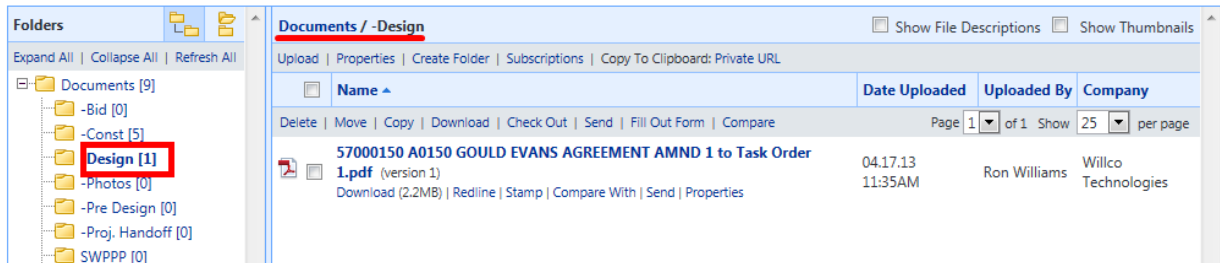 Folders
Expand All | Collapse All | Refresh All
Documents [9]
-Bid [0]
-Const [5]
Design [1]
-Photos [0]
-Pre Design [0]
-Proj. Handoff [0]
SWPPP [0]
Documents / -Design
Show File Descriptions Show Thumbnails
Upload | Properties | Create Folder | Subscriptions | Copy To Clipboard: Private URL
Name Date Uploaded Uploaded By Company
Delete | Move | Copy | Download | Check Out | Send | Fill Out Form | Compare Page 1 of 1 Show 25 per page
57000150 A0150 GOULD EVANS AGREEMENT AMND 1 to Task Order
1.pdf (version 1)
Download (2.2MB) | Redline | Stamp | Compare With | Send | Properties
04.17.13
11:35AM
Ron Williams
Willco
Technologies